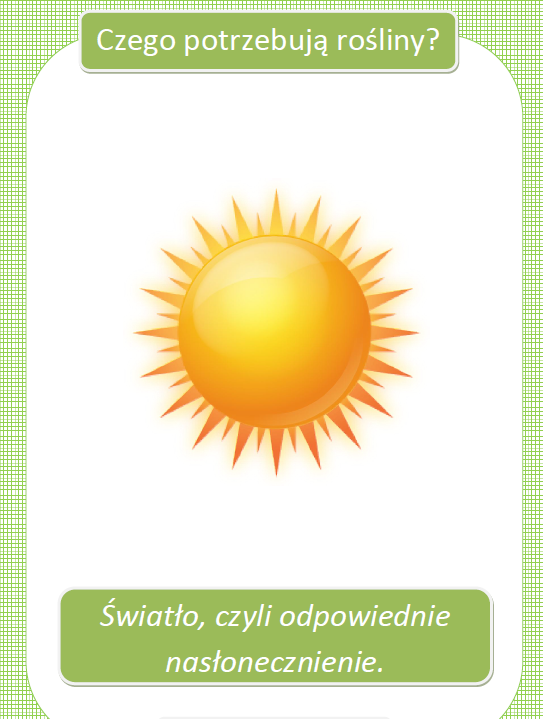 Czego potrzebują rośliny?
Światło, czyli odpowiednie
nasłonecznienie.